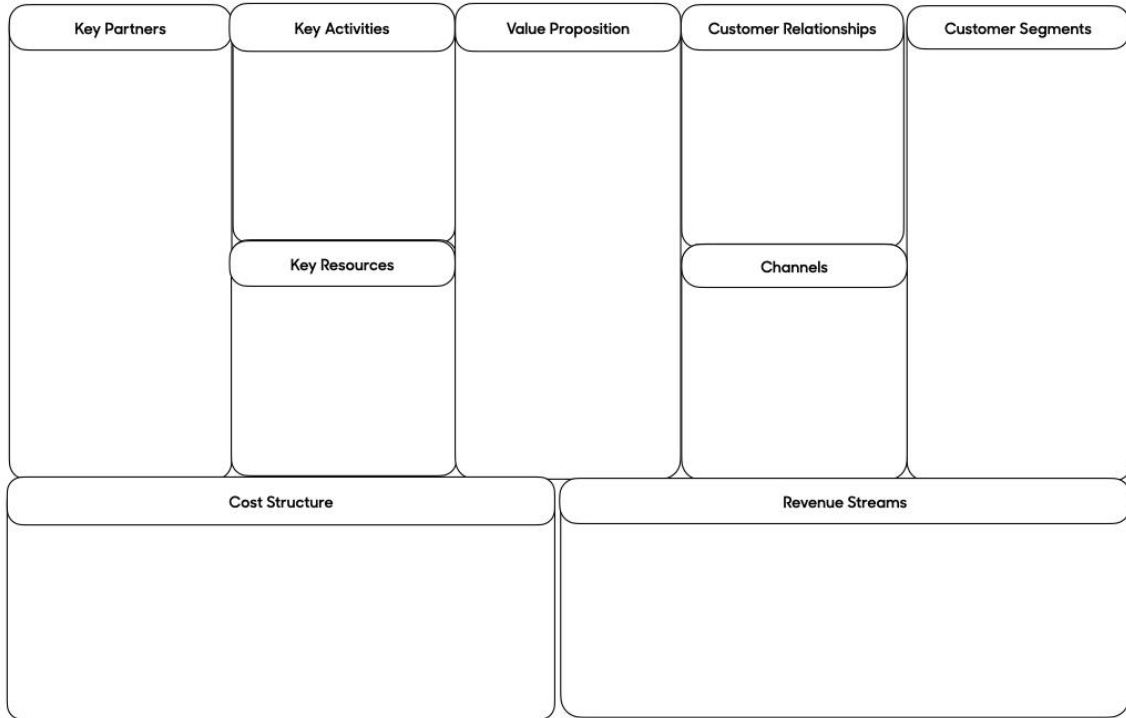 Key Partners
Key Activities
Value Proposition
Customer Relationships
Customer Segments
Key Resources
Channels
Cost Structure
Revenue Streams